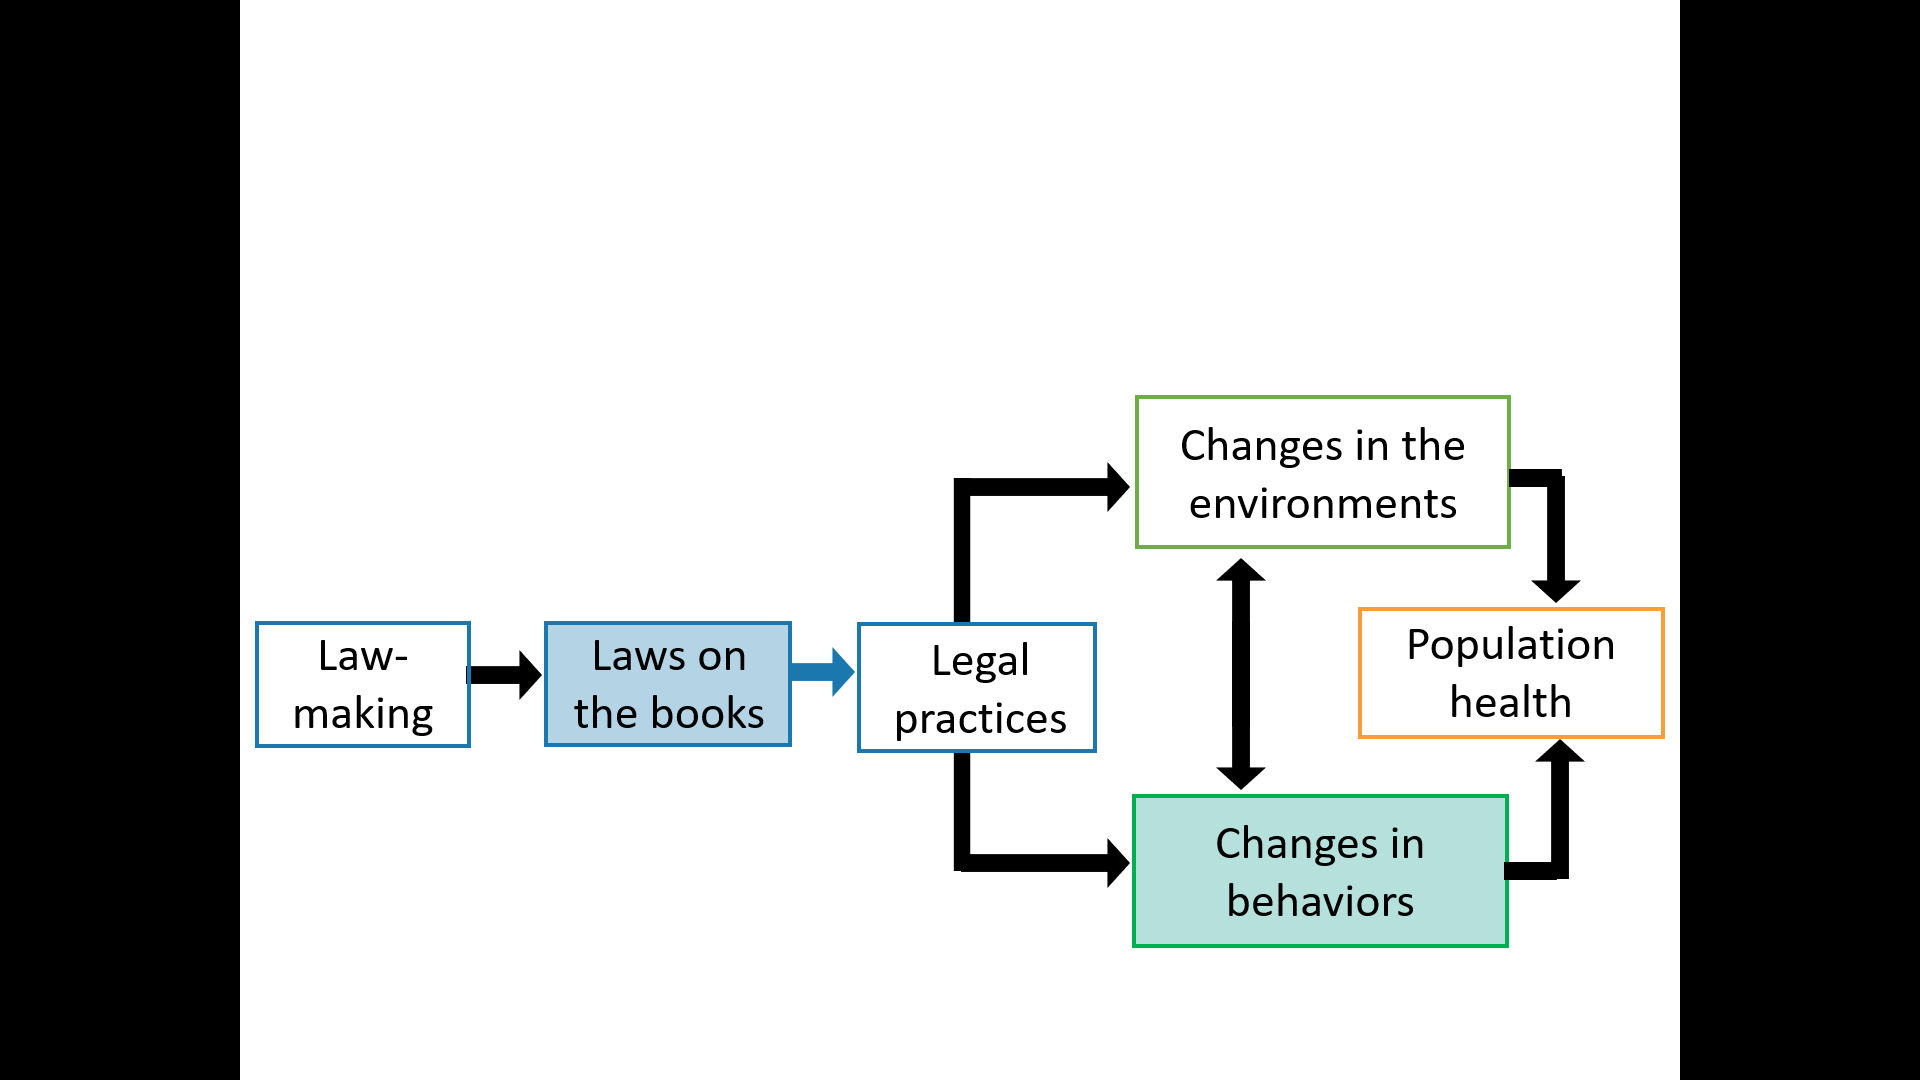 Law-
making
Laws on
the books
Legal
practices
Changes in the
environments
Changes in
behaviors
Population
health